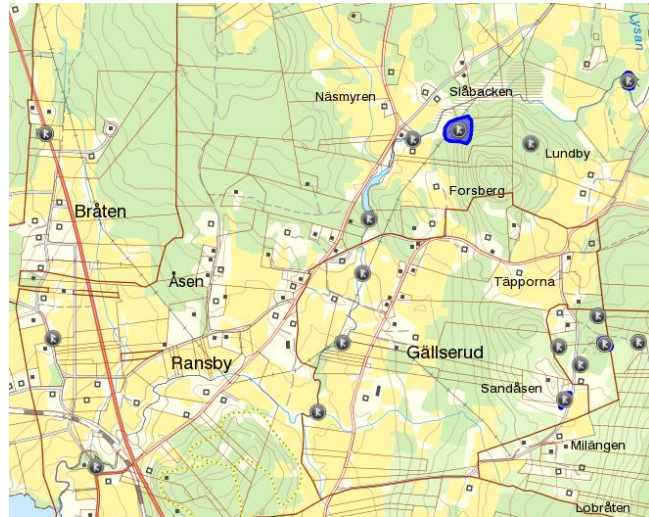 Lysan
Näsmyren
Slåbacken
Lundby
Forsberg
Bråten
Åsen
Täpporna
Ransby
Gällserud
Sandåsen
Milängen
Lobråten